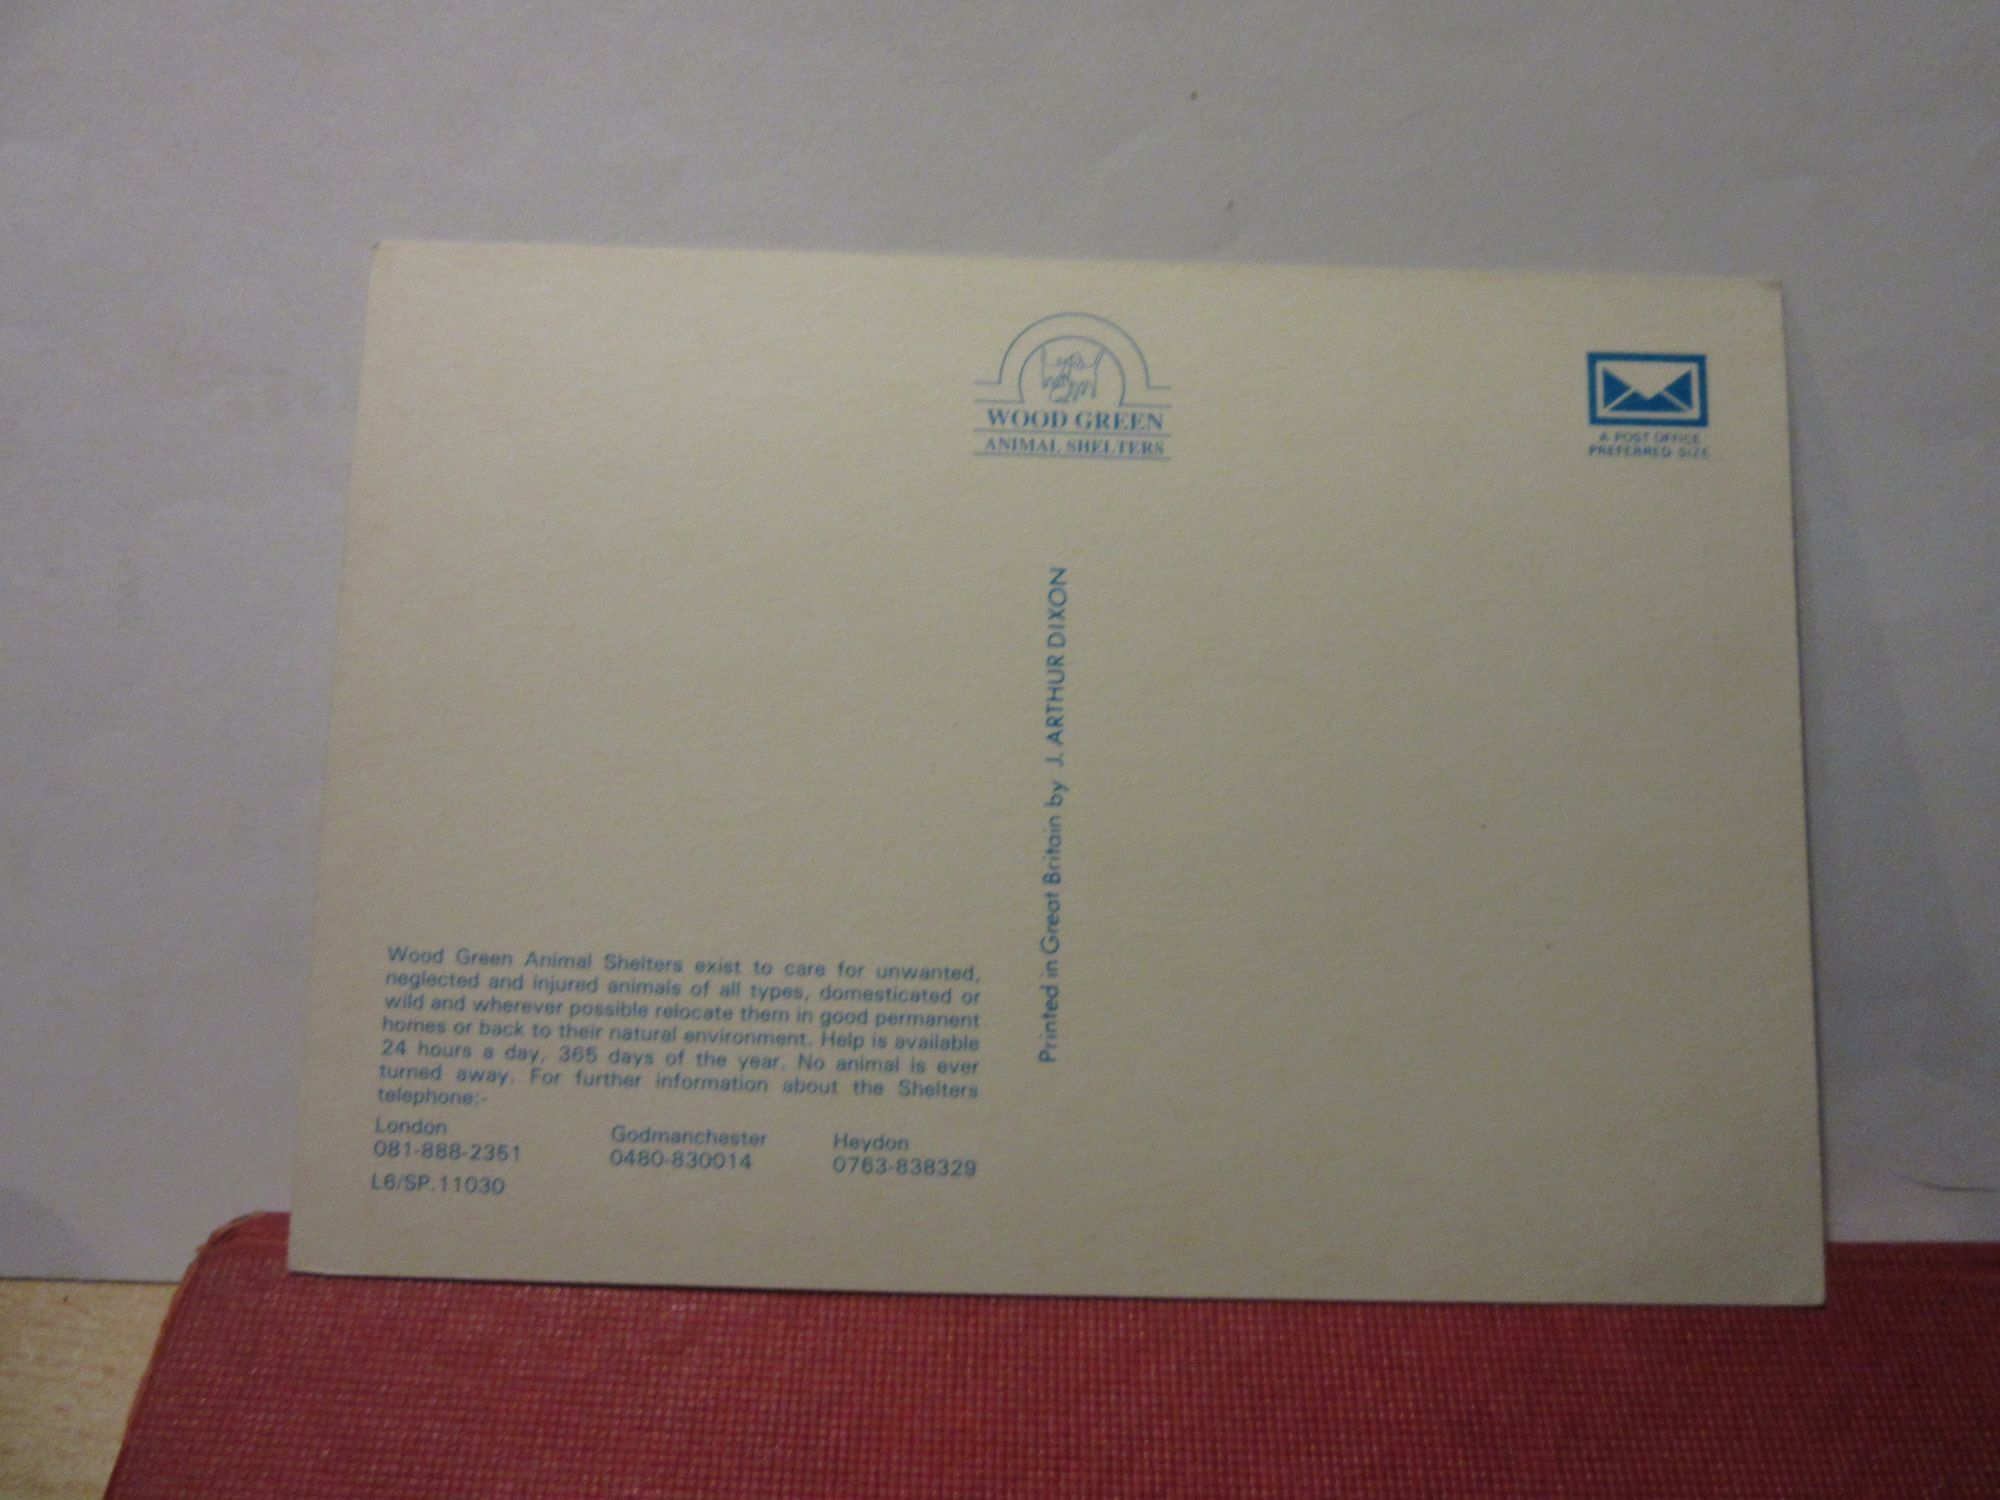 WOOD GREEN
ANIMAL SHELTERS
A POST OFFICE
PREFERRED SIZE
Printed in Great Britain by J. ARTHUR DIXON
Wood Green Animal Shelters exist to care for unwanted,
neglected and injured animals of all types, domesticated or
wild and wherever possible relocate them in good permanent
homes or back to their natural environment. Help is available
24 hours a day, 365 days of the year. No animal is ever
turned away. For further information about the Shelters
telephone:-
London
081-888-2351
Godmanchester
0480-830014
Heydon
0763-838329
L6/SP.11030